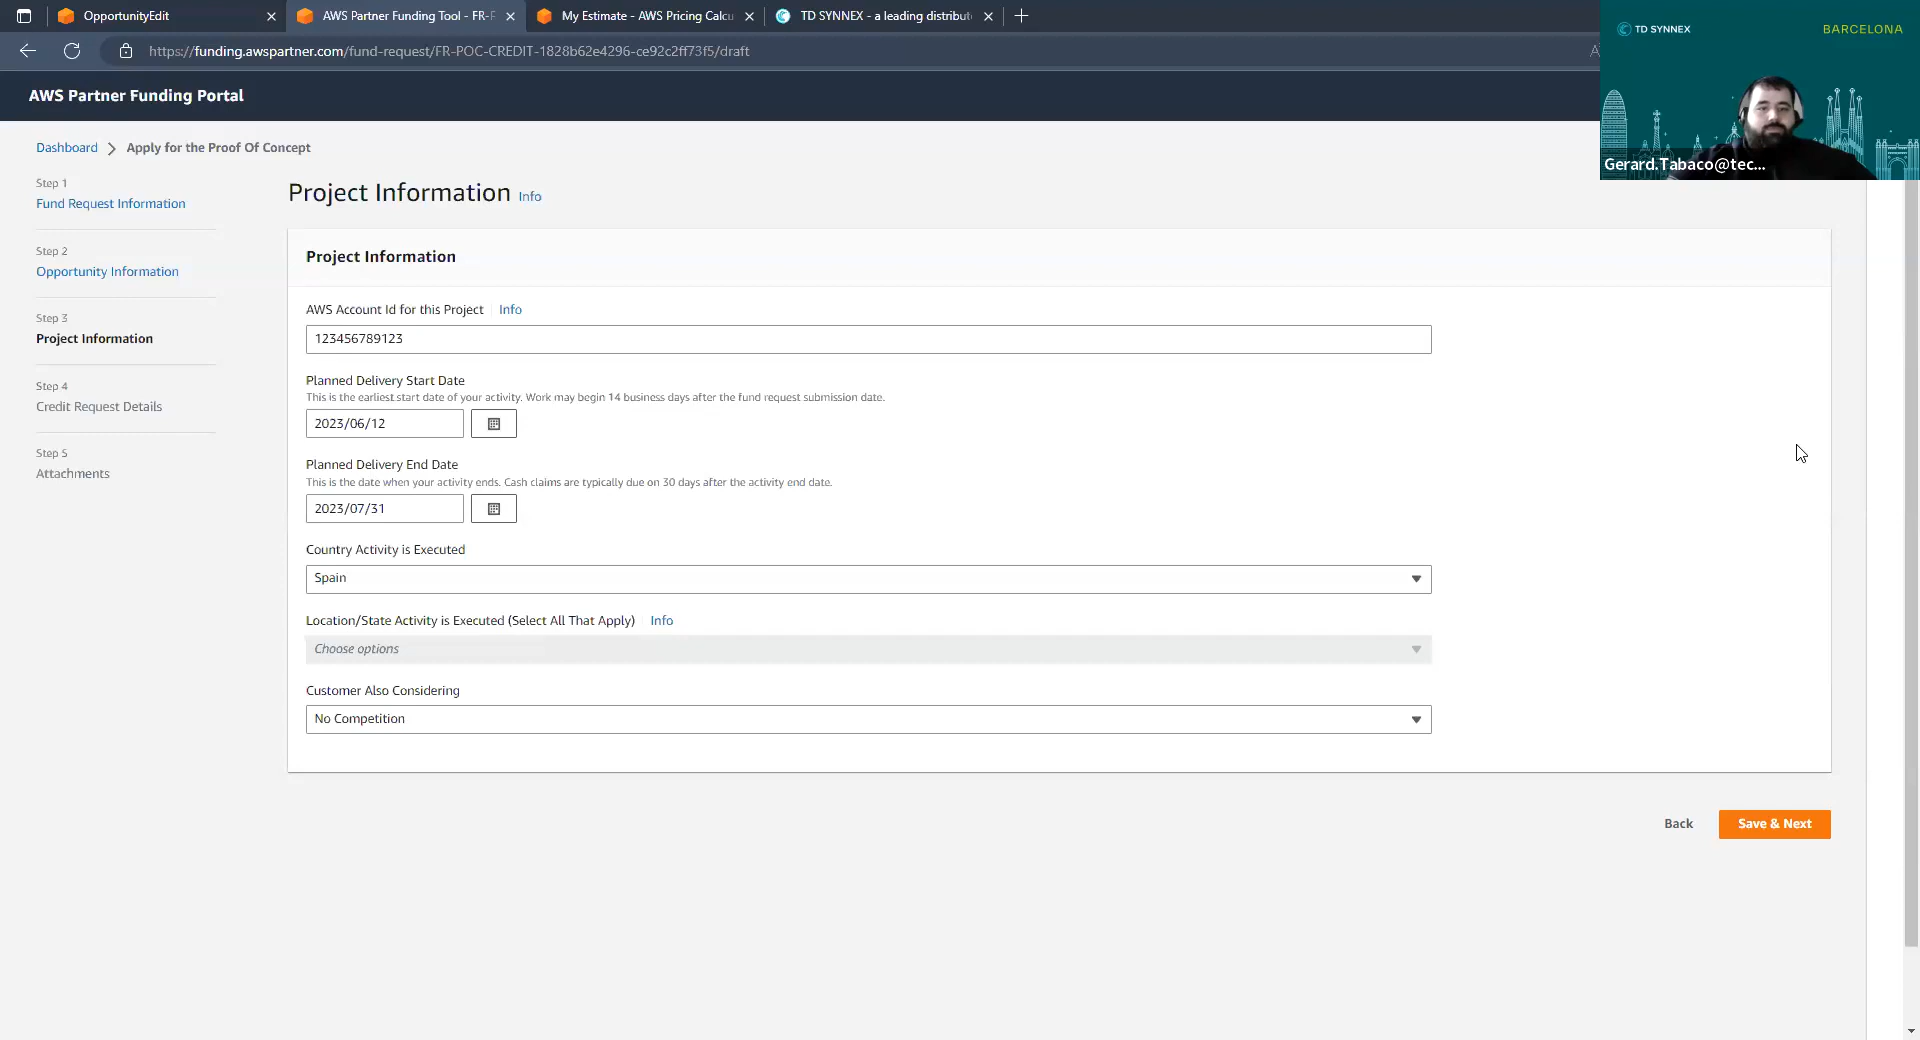 OpportunityEdit
AWS Partner Funding Tool - FR-F
My Estimate - AWS Pricing Calcu
TD SYNNEX - a leading distribut
https://funding.awspartner.com/fund-request/FR-POC-CREDIT-1828b62e4296-ce92c2ff73f5/draft
TD SYNNEX
BARCELONA
Gerard.Tabaco@tec...
AWS Partner Funding Portal
Dashboard
Apply for the Proof Of Concept
Step 1
Fund Request Information
Step 2
Opportunity Information
Step 3
Project Information
Step 4
Credit Request Details
Step 5
Attachments
Project Information Info
Project Information
AWS Account Id for this Project Info
123456789123
Planned Delivery Start Date
This is the earliest start date of your activity. Work may begin 14 business days after the fund request submission date.
2023/06/12
Planned Delivery End Date
This is the date when your activity ends. Cash claims are typically due on 30 days after the activity end date.
2023/07/31
Country Activity is Executed
Spain
Location/State Activity is Executed (Select All That Apply) Info
Choose options
Customer Also Considering
No Competition
Back
Save & Next